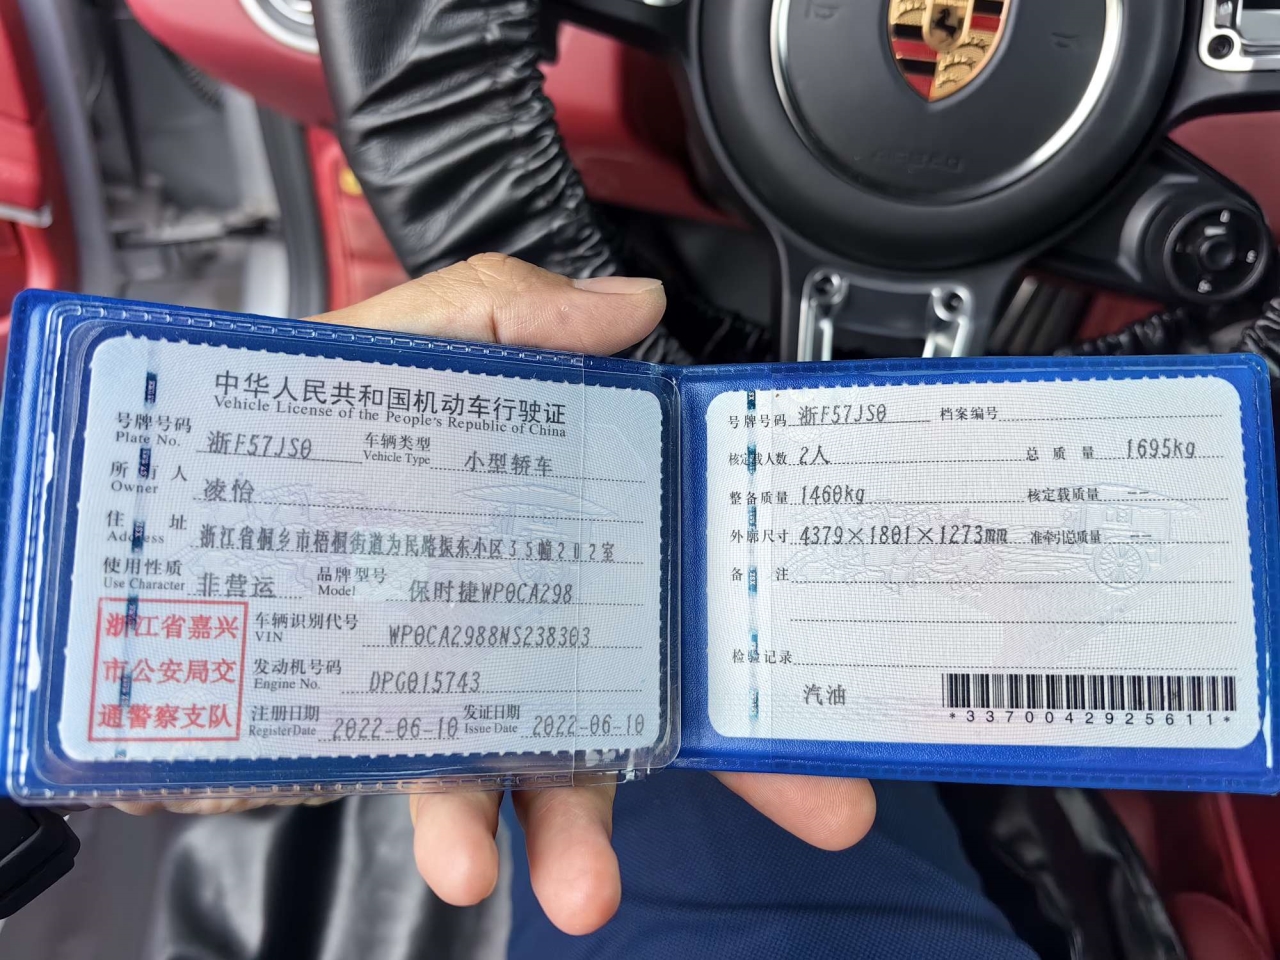 中华人民共和国机动车行驶证
Vehicle License of the People's Republic of China
号牌号码 浙F57JS0 车辆类型 小型轿车
Plate No. Vehicle Type
所有人 凌怡
Owner
住址 浙江省桐乡市梧桐街道为民路振东小区35幢202室
Address
使用性质 非营运 品牌型号 保时捷WP0CA298
Use Character Model
浙江省嘉兴
市公安局交
通警察支队
车辆识别代号 WP0CA2988NS238303
VIN
发动机号码 DPG015743
Engine No.
注册日期 2022-06-10 发证日期 2022-06-10
RegisterDate Issue Date
号牌号码 浙F57JS0 档案编号
核定载人数 2人 总质量 1695kg
整备质量 1460kg 核定载质量 --
外廓尺寸 4379×1801×1273mm 准牵引总质量 --
备注
检验记录
汽油
*3370042925611*